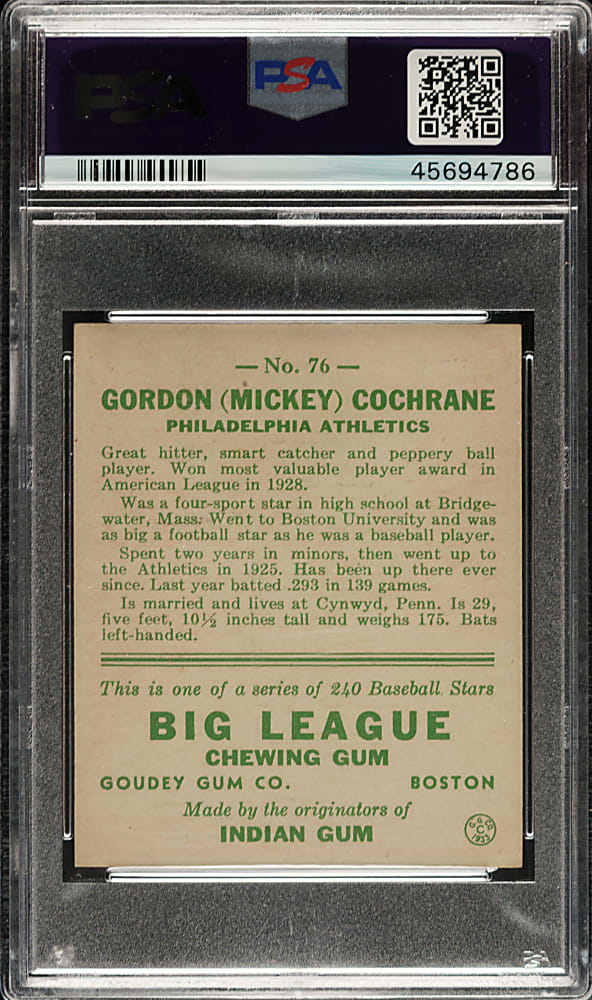 PSA
PSA
45694786
— No. 76 —
GORDON (MICKEY) COCHRANE
PHILADELPHIA ATHLETICS
Great hitter, smart catcher and peppery ball
player. Won most valuable player award in
American League in 1928.
Was a four-sport star in high school at Bridge-
water, Mass. Went to Boston University and was
as big a football star as he was a baseball player.
Spent two years in minors, then went up to
the Athletics in 1925. Has been up there ever
since. Last year batted .293 in 139 games.
Is married and lives at Cynwyd, Penn. Is 29,
five feet, 10½ inches tall and weighs 175. Bats
left-handed.
This is one of a series of 240 Baseball Stars
BIG LEAGUE
CHEWING GUM
GOUDEY GUM CO. BOSTON
Made by the originators of
INDIAN GUM
G.G.CO.
C
1933